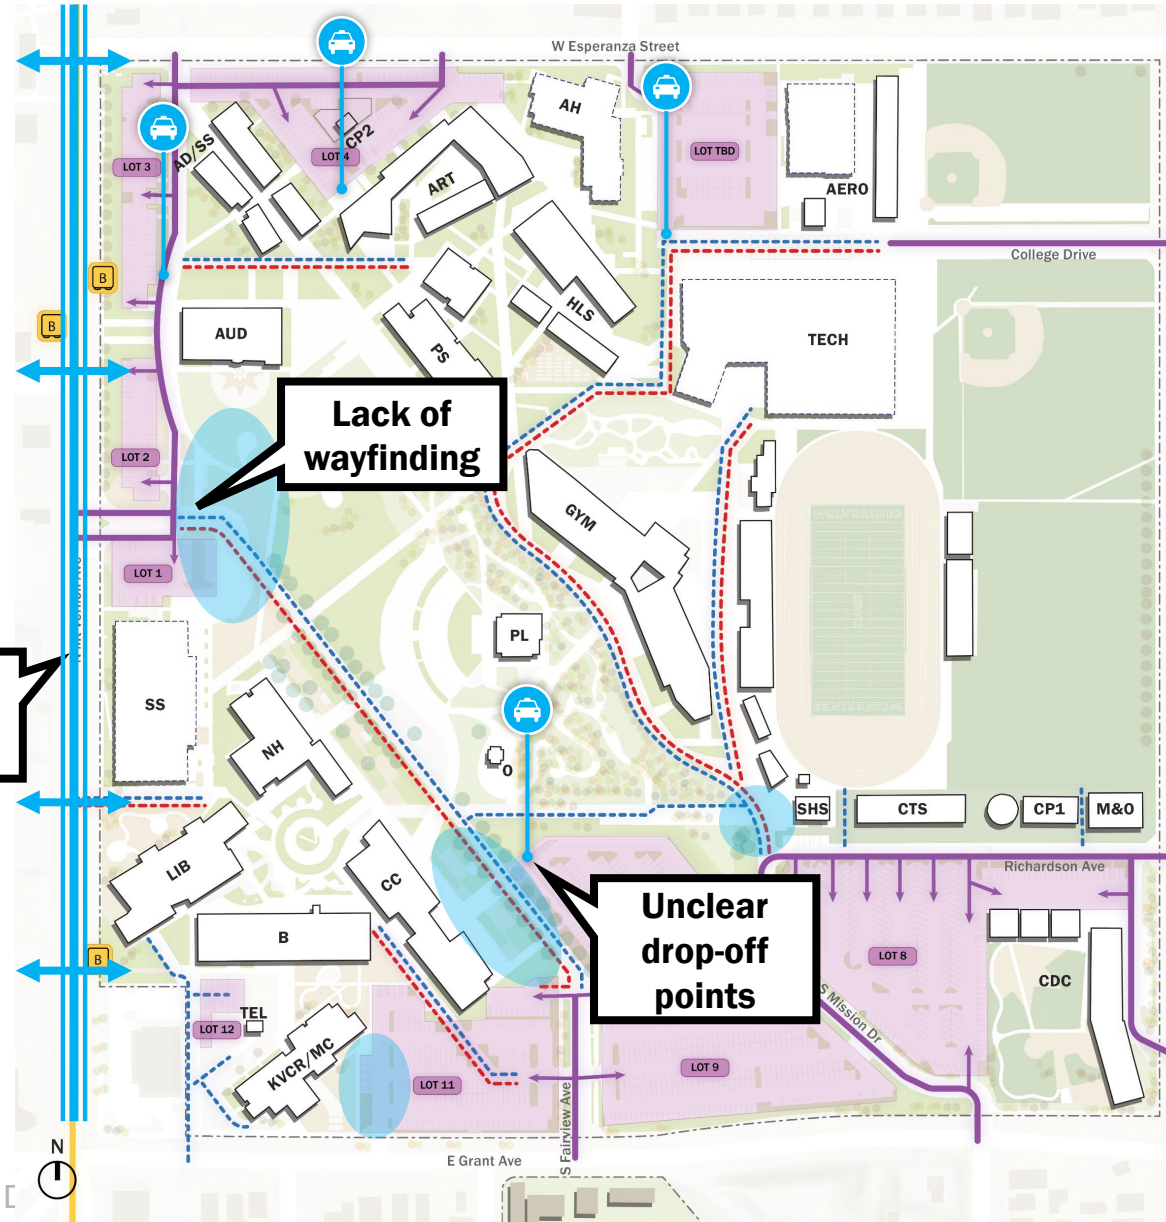 W Esperanza Street
AH
CP2
LOT 4
AD/SS
LOT 3
ART
LOT TBD
AERO
College Drive
B
HLS
B
AUD
PS
TECH
Lack of
wayfinding
LOT 2
GYM
WOLVERINES
LOT 1
SBVC
PL
SS
WOLVERINES
NH
O
SHS
CTS
CP1
M&O
LIB
CC
Richardson Ave
Unclear
drop-off
points
B
B
LOT 8
CDC
TEL
LOT 12
S Mission Dr
KVCR/MC
LOT 11
LOT 9
S Fairview Ave
N
E Grant Ave